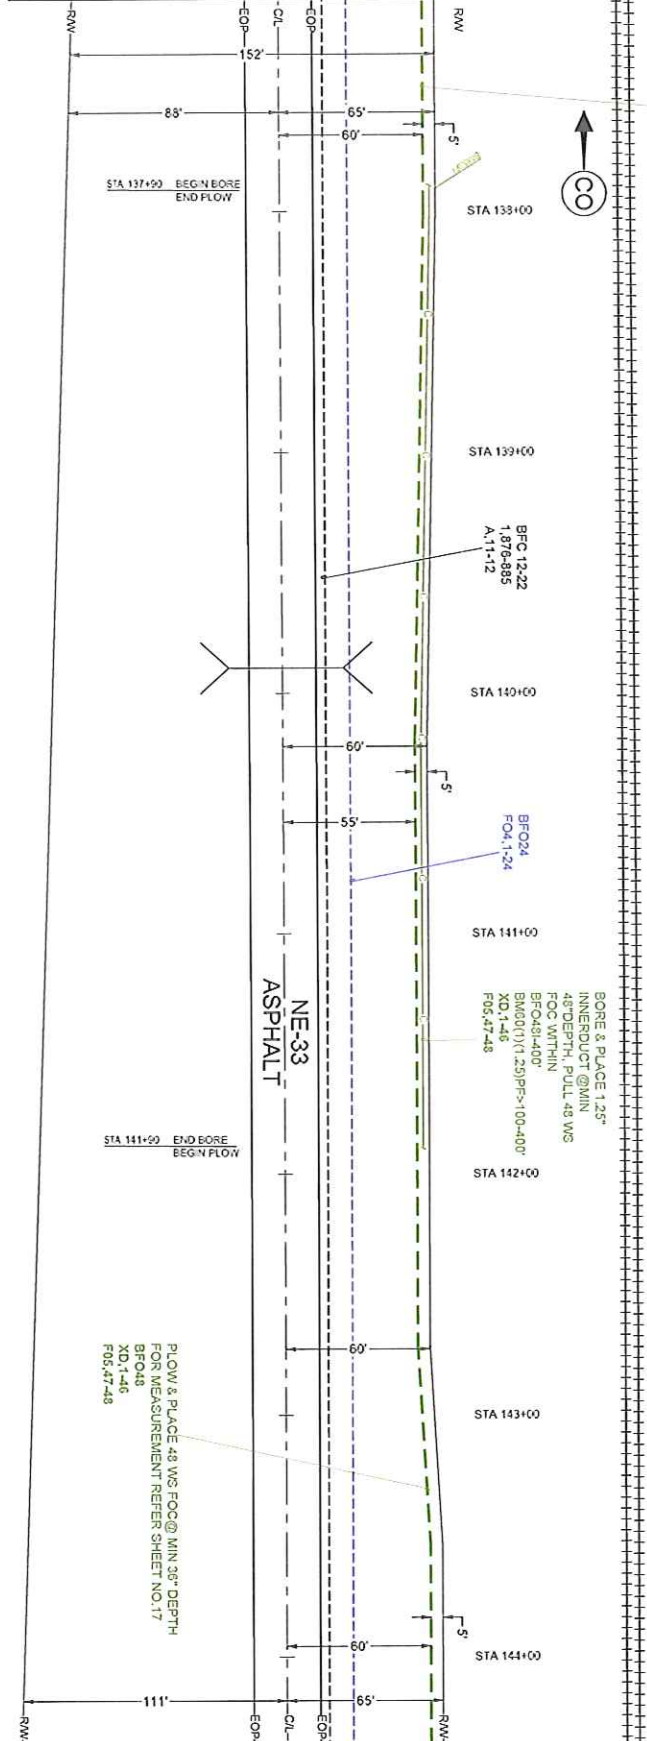 R/W
EOP
C/L
EOP
R/W
152'
88'
65'
60'
5'
CO
STA 137+90 BEGIN BORE
END PLOW
STA 138+00
C
C
STA 139+00
BFC 12-22
1,876-885
A,11-12
C
STA 140+00
C
60'
5'
55'
BFO24
FO4,1-24
C
STA 141+00
NE-33
ASPHALT
C
BORE & PLACE 1.25"
INNERDUCT @MIN
48"DEPTH, PULL 48 WS
FOC WITHIN
BFO48I-400'
BM60(1)(1.25)PF>100-400'
XD,1-46
F05,47-48
STA 141+90 END BORE
BEGIN PLOW
STA 142+00
60'
STA 143+00
PLOW & PLACE 48 WS FOC@ MIN 36" DEPTH
FOR MEASUREMENT REFER SHEET NO.17
BFO48
XD,1-46
F05,47-48
5'
60'
STA 144+00
111'
65'
R/W
EOP
C/L
EOP
R/W